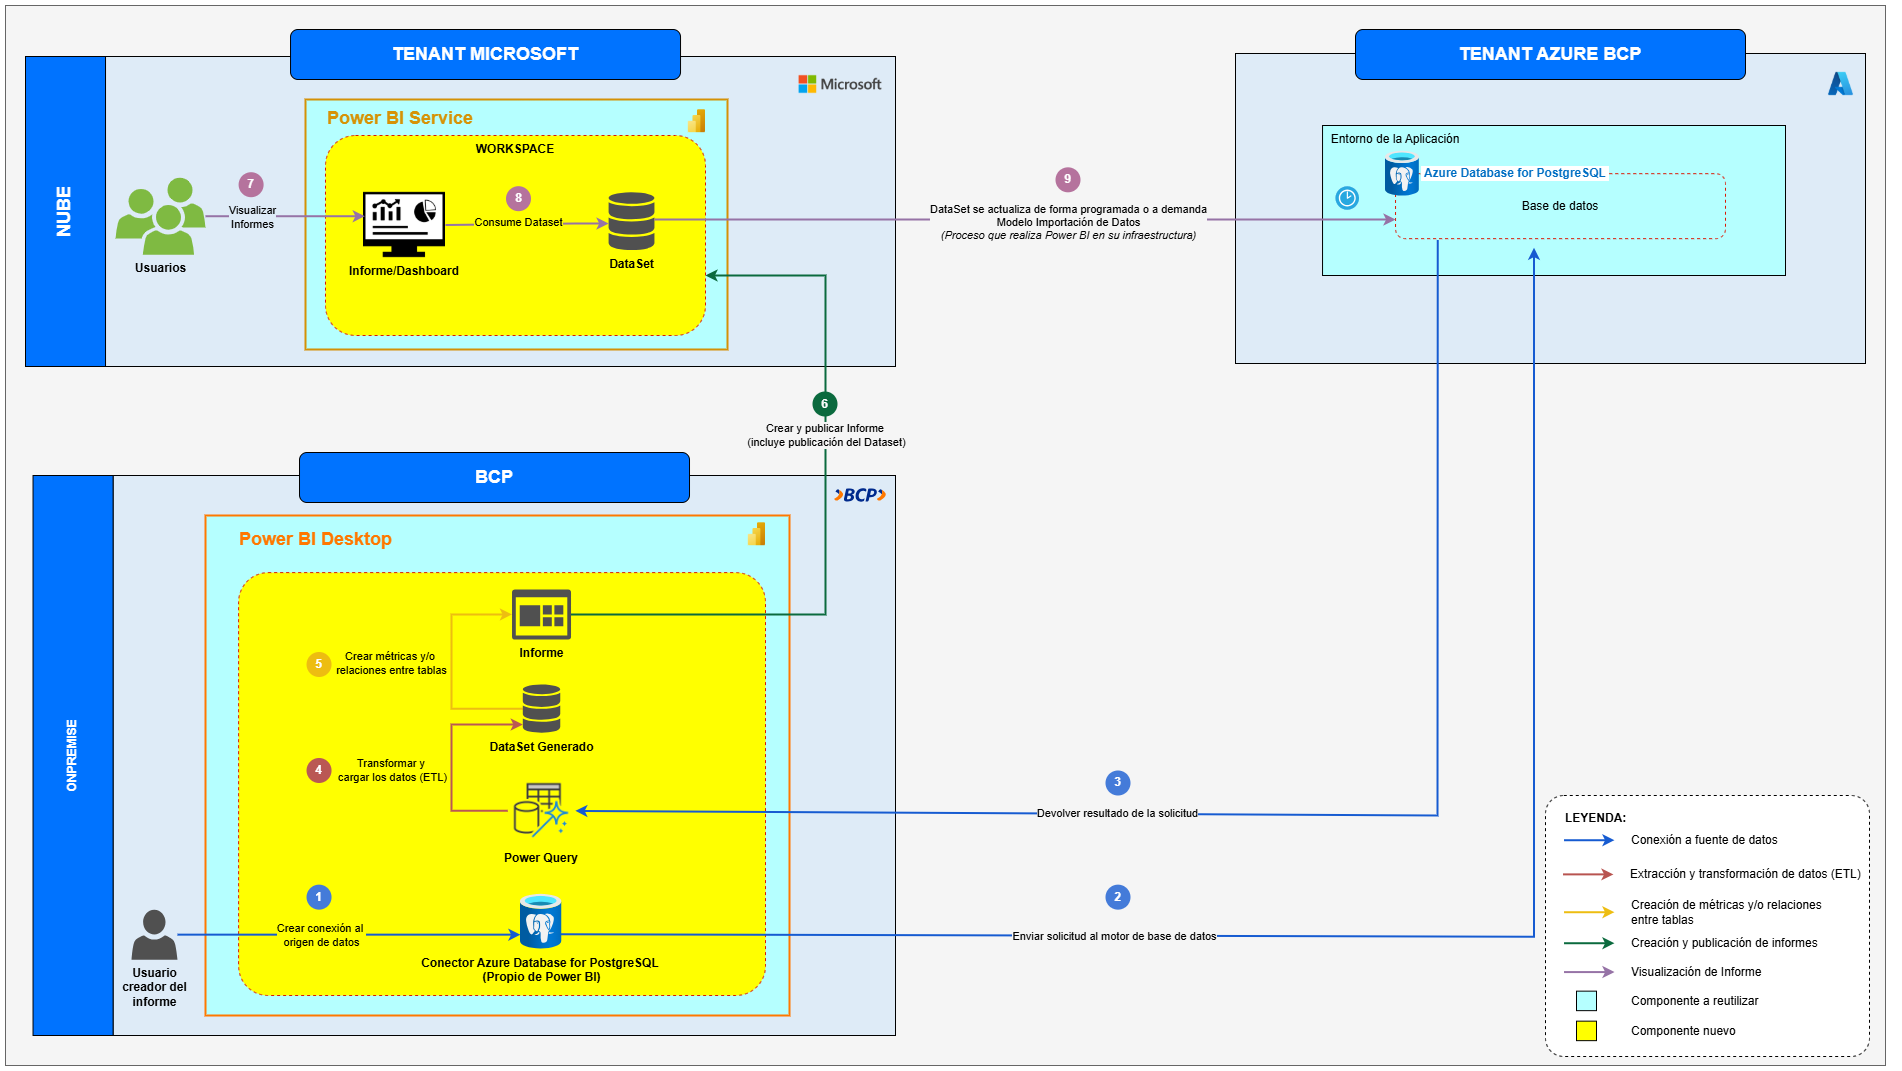 TENANT MICROSOFT
TENANT AZURE BCP
Microsoft
NUBE
Power BI Service
WORKSPACE
7
Visualizar
Informes
Usuarios
Informe/Dashboard
8
Consume Dataset
DataSet
9
DataSet se actualiza de forma programada o a demanda
Modelo Importación de Datos
(Proceso que realiza Power BI en su infraestructura)
Entorno de la Aplicación
Azure Database for PostgreSQL
Base de datos
6
Crear y publicar Informe
(incluye publicación del Dataset)
BCP
BCP
ONPREMISE
Power BI Desktop
Informe
5
Crear métricas y/o
relaciones entre tablas
DataSet Generado
4
Transformar y
cargar los datos (ETL)
Power Query
3
Devolver resultado de la solicitud
1
Crear conexión al
origen de datos
2
Enviar solicitud al motor de base de datos
Conector Azure Database for PostgreSQL
(Propio de Power BI)
Usuario
creador del
informe
LEYENDA:
Conexión a fuente de datos
Extracción y transformación de datos (ETL)
Creación de métricas y/o relaciones
entre tablas
Creación y publicación de informes
Visualización de Informe
Componente a reutilizar
Componente nuevo